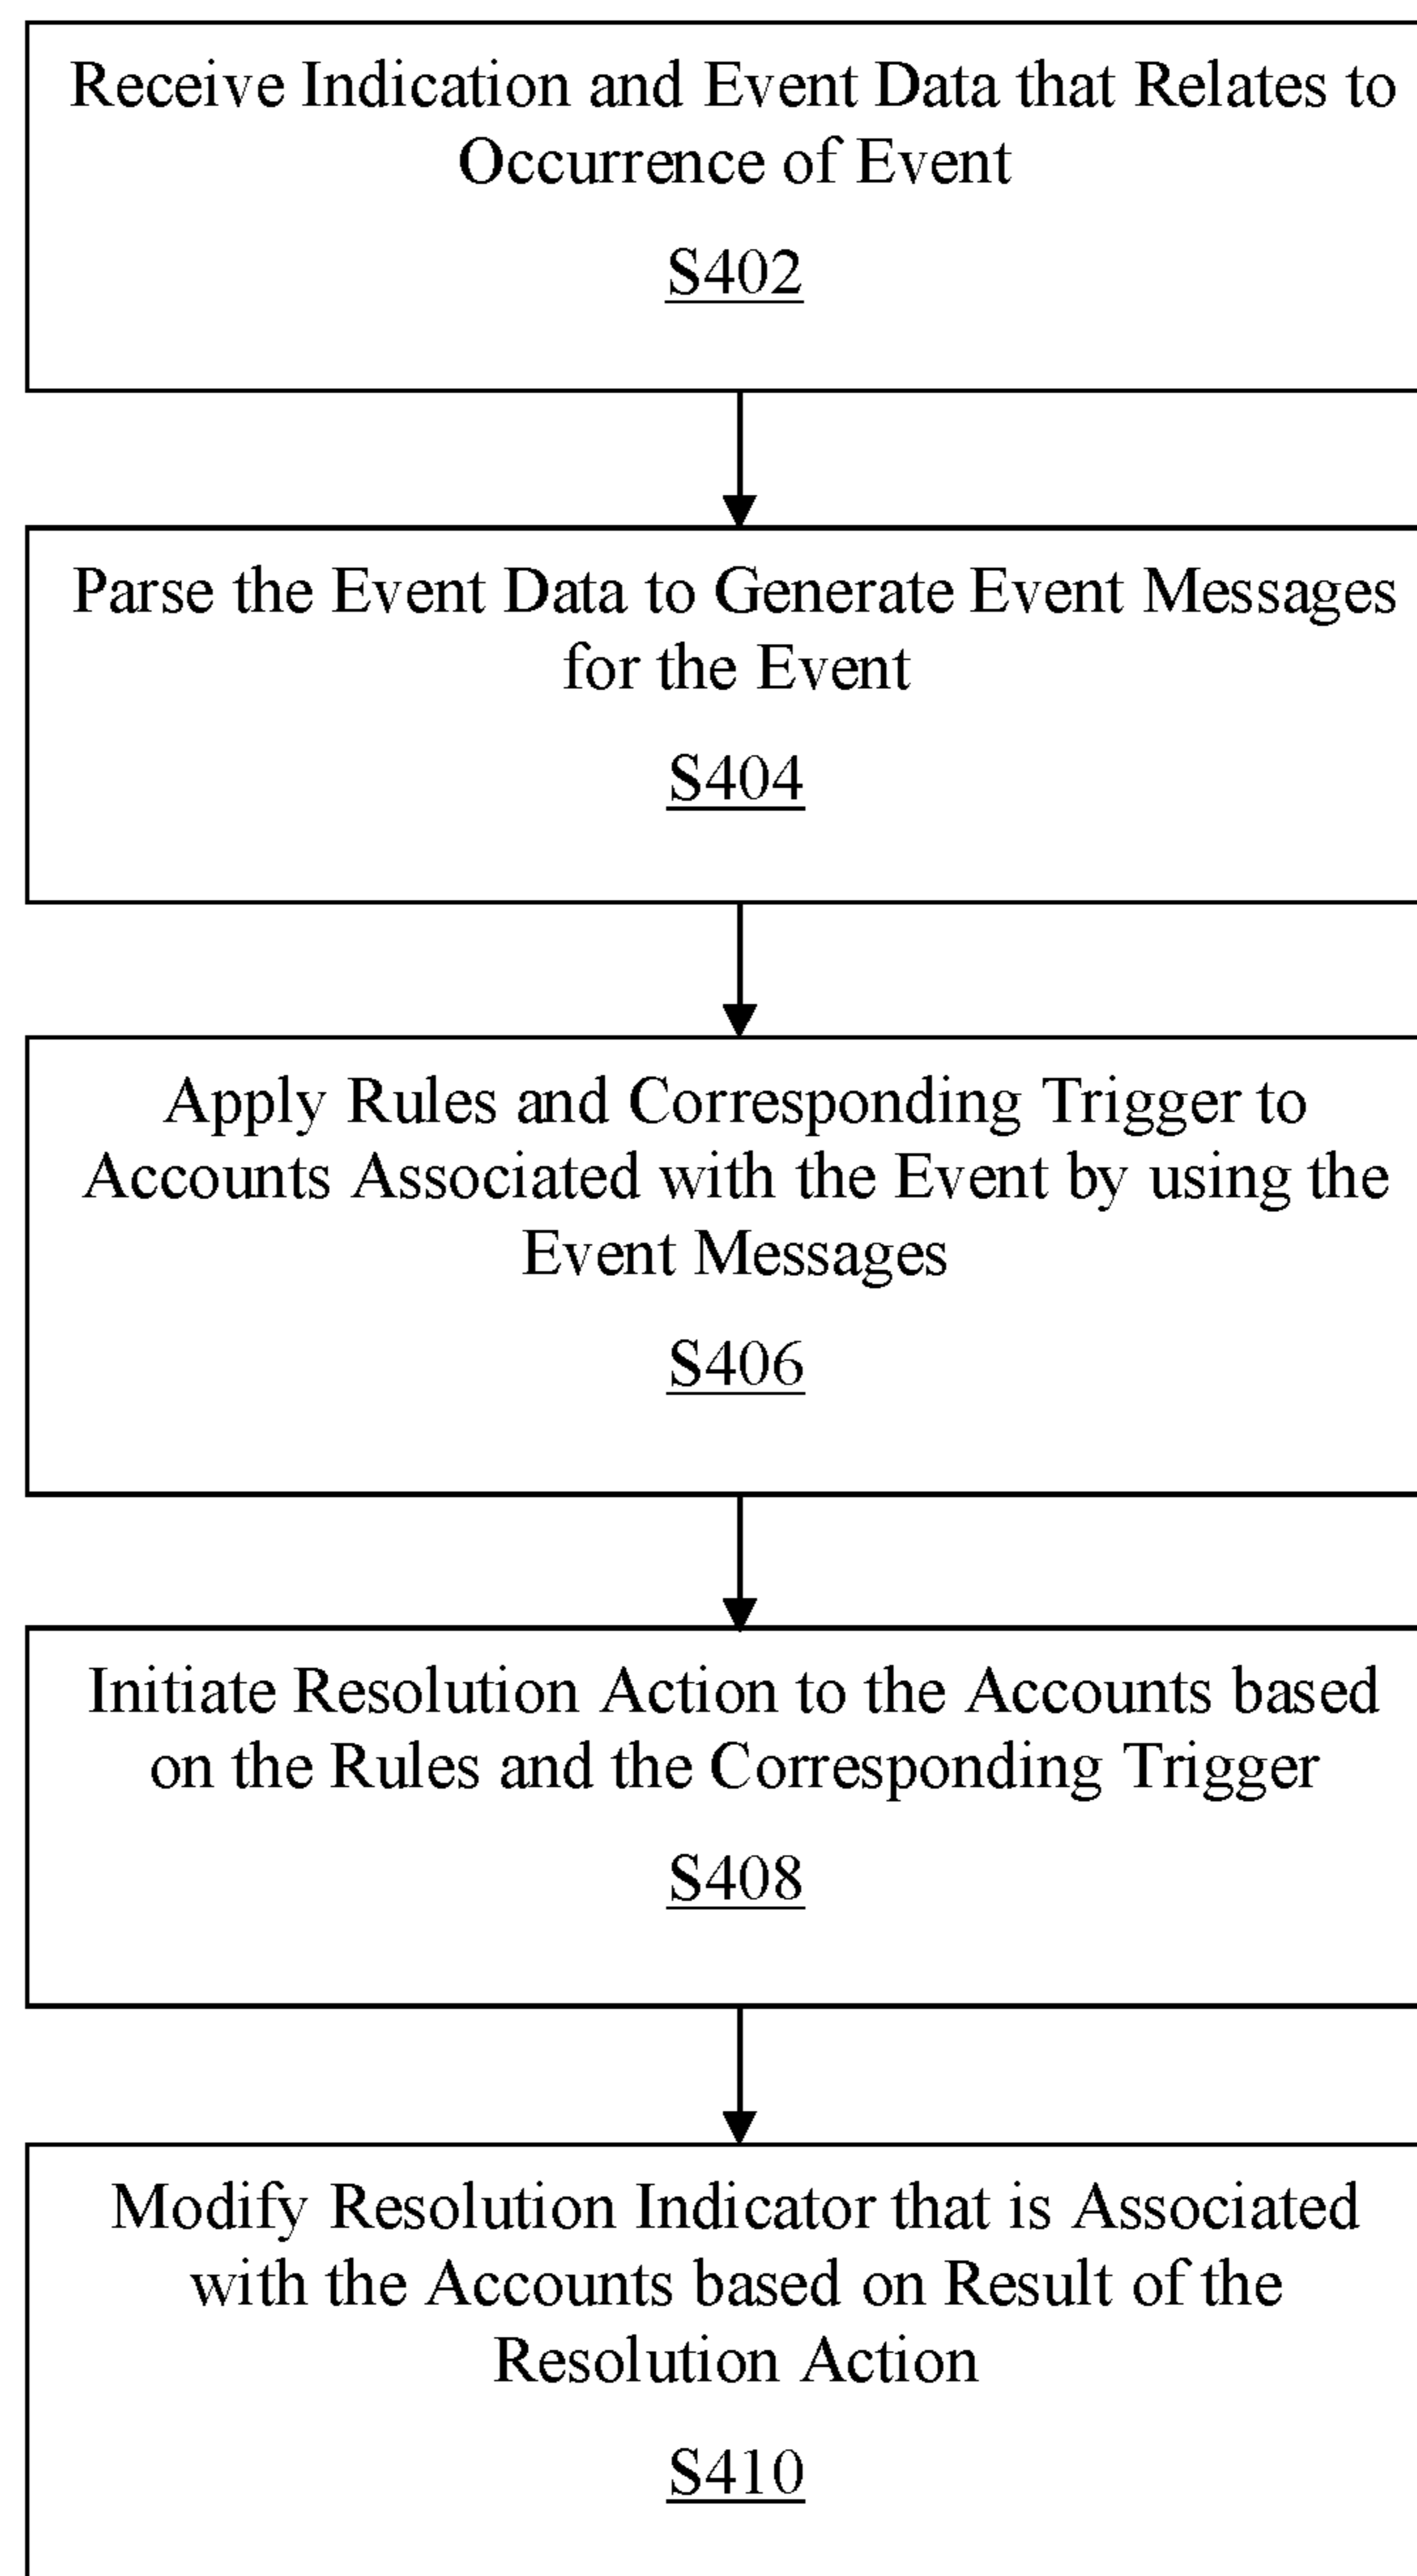 Receive Indication and Event Data that Relates to
Occurrence of Event
S402
Parse the Event Data to Generate Event Messages
for the Event
S404
Apply Rules and Corresponding Trigger to
Accounts Associated with the Event by using the
Event Messages
S406
Initiate Resolution Action to the Accounts based
on the Rules and the Corresponding Trigger
S408
Modify Resolution Indicator that is Associated
with the Accounts based on Result of the
Resolution Action
S410